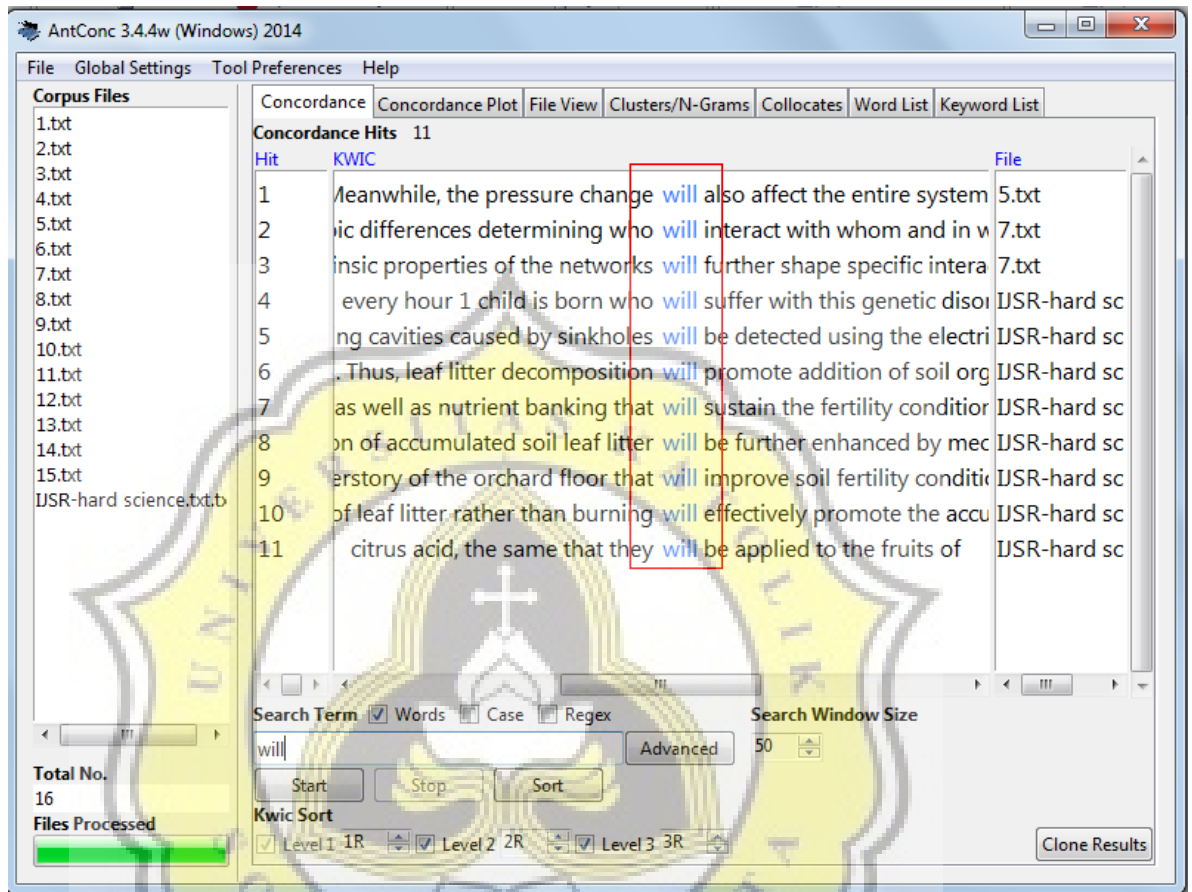 AntConc 3.4.4w (Windows) 2014
File Global Settings Tool Preferences Help
Corpus Files
1.txt
2.txt
3.txt
4.txt
5.txt
6.txt
7.txt
8.txt
9.txt
10.txt
11.txt
12.txt
13.txt
14.txt
15.txt
IJSR-hard science.txt.tx
Total No.
16
Files Processed
Concordance Concordance Plot File View Clusters/N-Grams Collocates Word List Keyword List
Concordance Hits 11
Hit KWIC File
1 Meanwhile, the pressure change will also affect the entire system 5.txt
2 ic differences determining who will interact with whom and in w 7.txt
3 insic properties of the networks will further shape specific intera 7.txt
4 every hour 1 child is born who will suffer with this genetic disor IJSR-hard sc
5 ng cavities caused by sinkholes will be detected using the electri IJSR-hard sc
6 . Thus, leaf litter decomposition will promote addition of soil org IJSR-hard sc
7 as well as nutrient banking that will sustain the fertility condition IJSR-hard sc
8 on of accumulated soil leaf litter will be further enhanced by mec IJSR-hard sc
9 erstory of the orchard floor that will improve soil fertility conditio IJSR-hard sc
10 of leaf litter rather than burning will effectively promote the accu IJSR-hard sc
11 citrus acid, the same that they will be applied to the fruits of IJSR-hard sc
Search Term Words Case Regex Search Window Size
will Advanced 50
Start Stop Sort
Kwic Sort
Level 1 1R Level 2 2R Level 3 3R
Clone Results